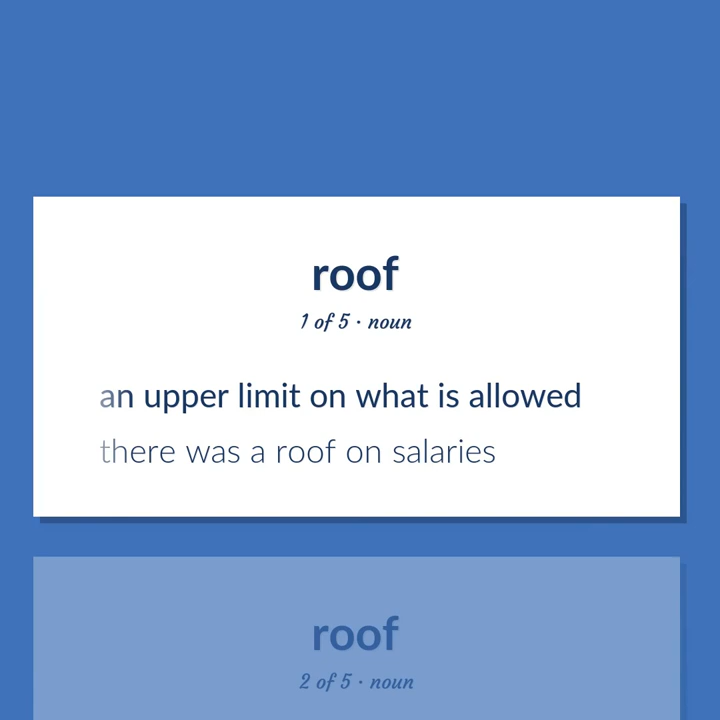 roof
1 of 5 · noun
an upper limit on what is allowed
there was a roof on salaries
roof
2 of 5 · noun